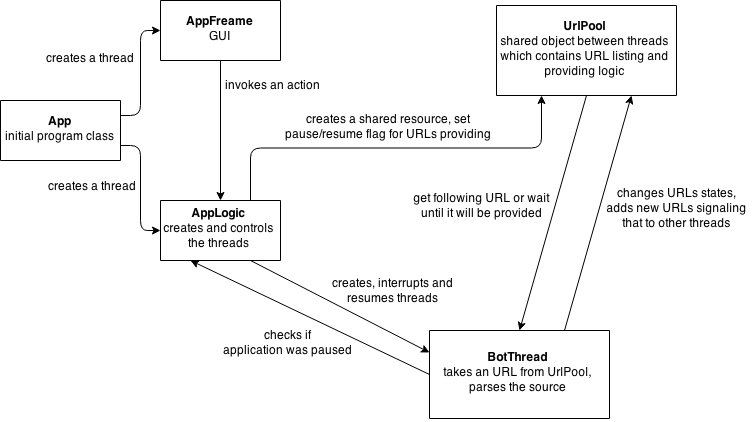 AppFreame
GUI
UrlPool
shared object between threads
which contains URL listing and
providing logic
creates a thread
invokes an action
App
initial program class
creates a shared resource, set
pause/resume flag for URLs providing
creates a thread
AppLogic
creates and controls
the threads
get following URL or wait
until it will be provided
changes URLs states,
adds new URLs signaling
that to other threads
creates, interrupts and
resumes threads
checks if
application was paused
BotThread
takes an URL from UrlPool,
parses the source